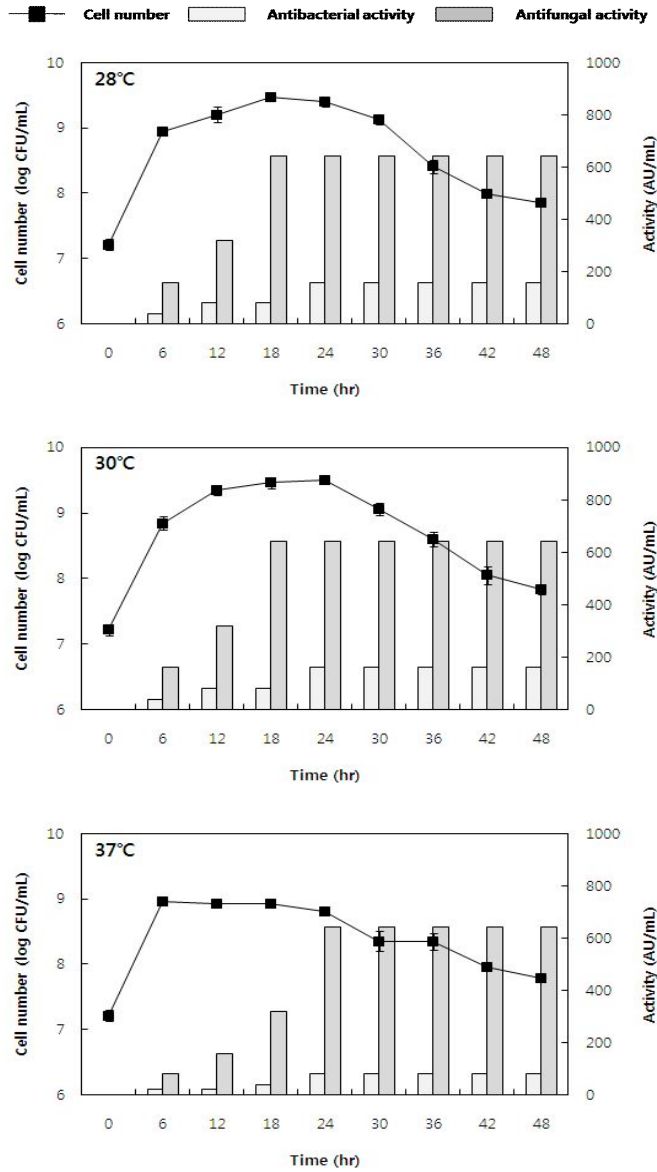 Cell number Antibacterial activity Antifungal activity
28℃
10
9
8
7
6
Cell number (log CFU/mL)
1000
800
600
400
200
0
Activity (AU/mL)
0 6 12 18 24 30 36 42 48
Time (hr)
30℃
10
9
8
7
6
Cell number (log CFU/mL)
1000
800
600
400
200
0
Activity (AU/mL)
0 6 12 18 24 30 36 42 48
Time (hr)
37℃
10
9
8
7
6
Cell number (log CFU/mL)
1000
800
600
400
200
0
Activity (AU/mL)
0 6 12 18 24 30 36 42 48
Time (hr)